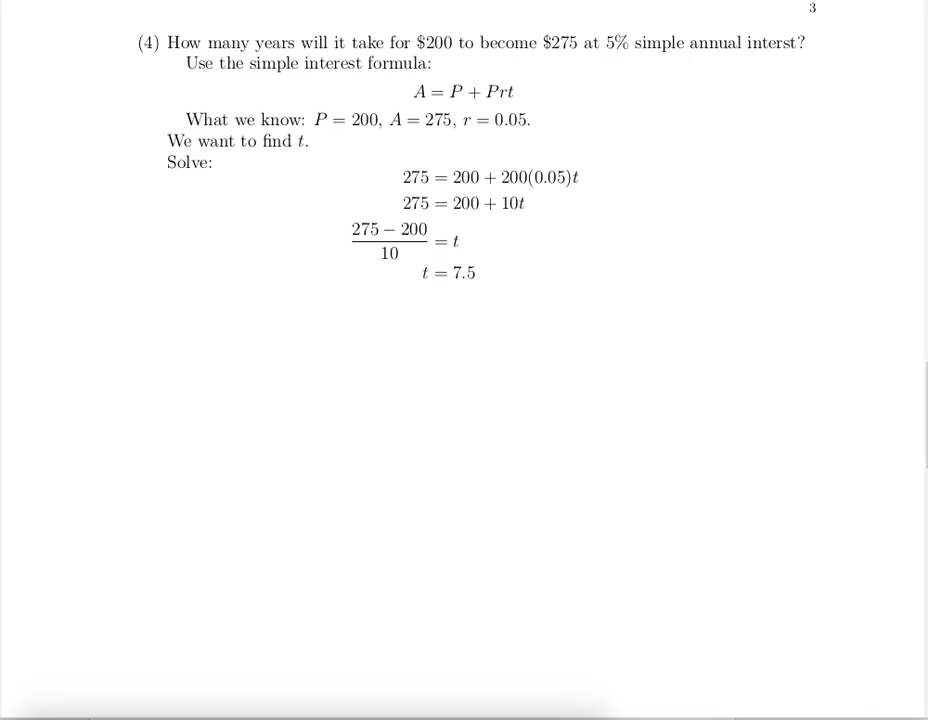 3
(4) How many years will it take for $200 to become $275 at 5% simple annual interst?
Use the simple interest formula:
A = P + Prt
What we know: P = 200, A = 275, r = 0.05.
We want to find t.
Solve:
275 = 200 + 200(0.05)t
275 = 200 + 10t
275 − 200
10
= t
t = 7.5